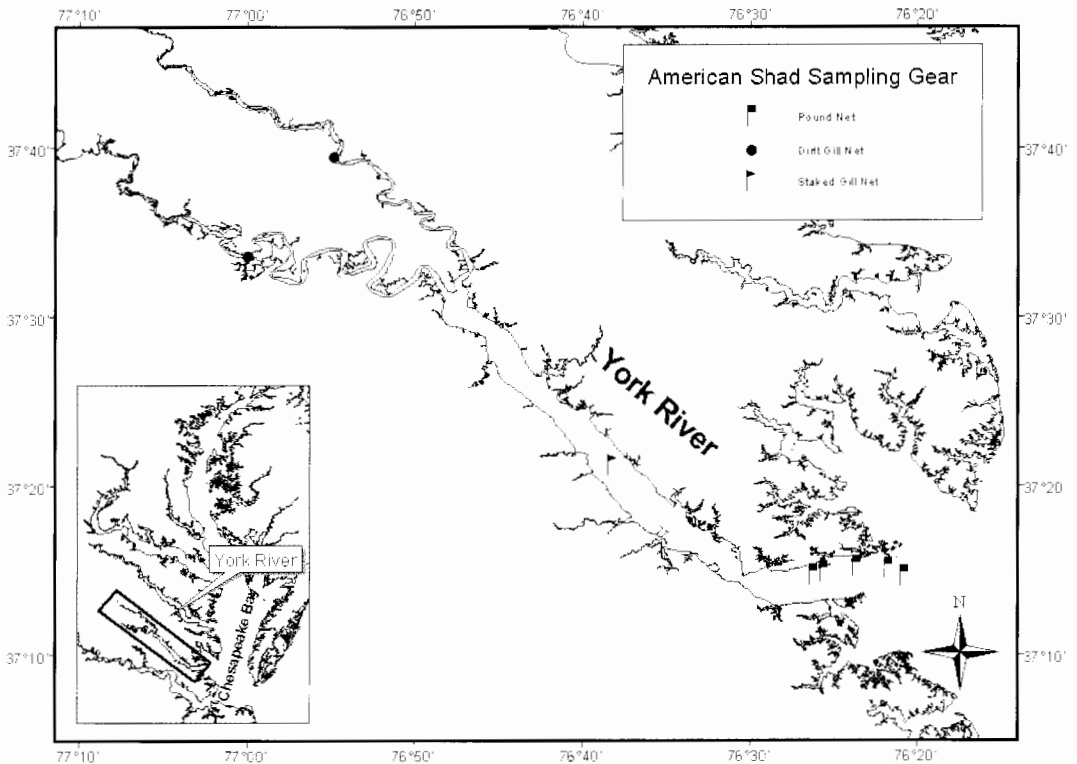 77°10' 77°00' 76°50' 76°40' 76°30' 76°20'
American Shad Sampling Gear
Pound Net
Drift Gill Net
Staked Gill Net
37°40' 37°40'
37°30' 37°30'
York River
37°20' 37°20'
York River
Chesapeake Bay
N
37°10' 37°10'
77°10' 77°00' 76°50' 76°40' 76°30' 76°20'